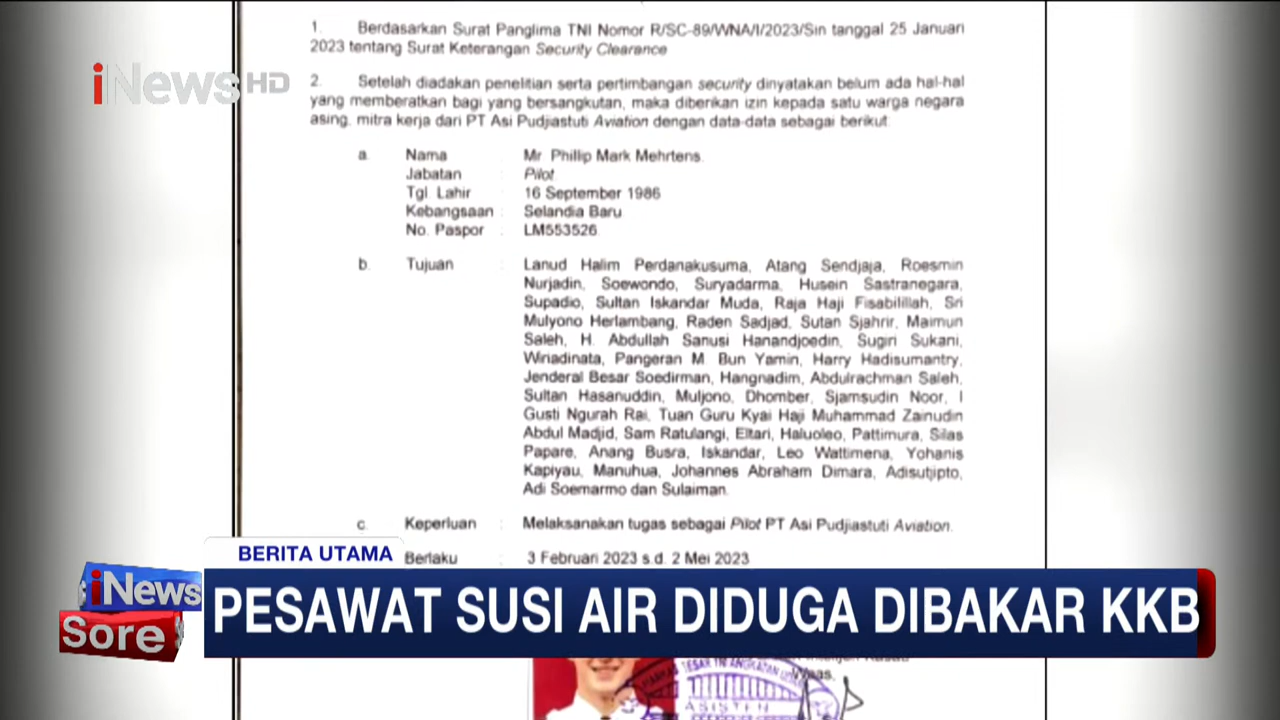 1. Berdasarkan Surat Panglima TNI Nomor R/SC-89/WNA/I/2023/Sin tanggal 25 Januari
2023 tentang Surat Keterangan Security Clearance
iNews HD
2. Setelah diadakan penelitian serta pertimbangan security dinyatakan belum ada hal-hal
yang memberatkan bagi yang bersangkutan, maka diberikan izin kepada satu warga negara
asing, mitra kerja dari PT Asi Pudjiastuti Aviation dengan data-data sebagai berikut:
a. Nama : Mr. Phillip Mark Mehrtens.
Jabatan : Pilot
Tgl. Lahir : 16 September 1986
Kebangsaan : Selandia Baru
No. Paspor : LM553526
b. Tujuan : Lanud Halim Perdanakusuma, Atang Sendjaja, Roesmin
Nurjadin, Soewondo, Suryadarma, Husein Sastranegara,
Supadio, Sultan Iskandar Muda, Raja Haji Fisabilillah, Sri
Mulyono Herlambang, Raden Sadjad, Sutan Sjahrir, Maimun
Saleh, H. Abdullah Sanusi Hanandjoedin, Sugiri Sukani,
Wiriadinata, Pangeran M. Bun Yamin, Harry Hadisumantry,
Jenderal Besar Soedirman, Hangnadim, Abdulrachman Saleh,
Sultan Hasanuddin, Muljono, Dhomber, Sjamsudin Noor, I
Gusti Ngurah Rai, Tuan Guru Kyai Haji Muhammad Zainudin
Abdul Madjid, Sam Ratulangi, Eltari, Haluoleo, Pattimura, Silas
Papare, Anang Busra, Iskandar, Leo Wattimena, Yohanis
Kapiyau, Manuhua, Johannes Abraham Dimara, Adisutjipto,
Adi Soemarmo dan Sulaiman.
c. Keperluan : Melaksanakan tugas sebagai Pilot PT Asi Pudjiastuti Aviation.
BERITA UTAMA
Berlaku 3 Februari 2023 s.d. 2 Mei 2023
iNews
Sore
PESAWAT SUSI AIR DIDUGA DIBAKAR KKB
Waas,
MARKAS BESAR TNI ANGKATAN
ASISTEN